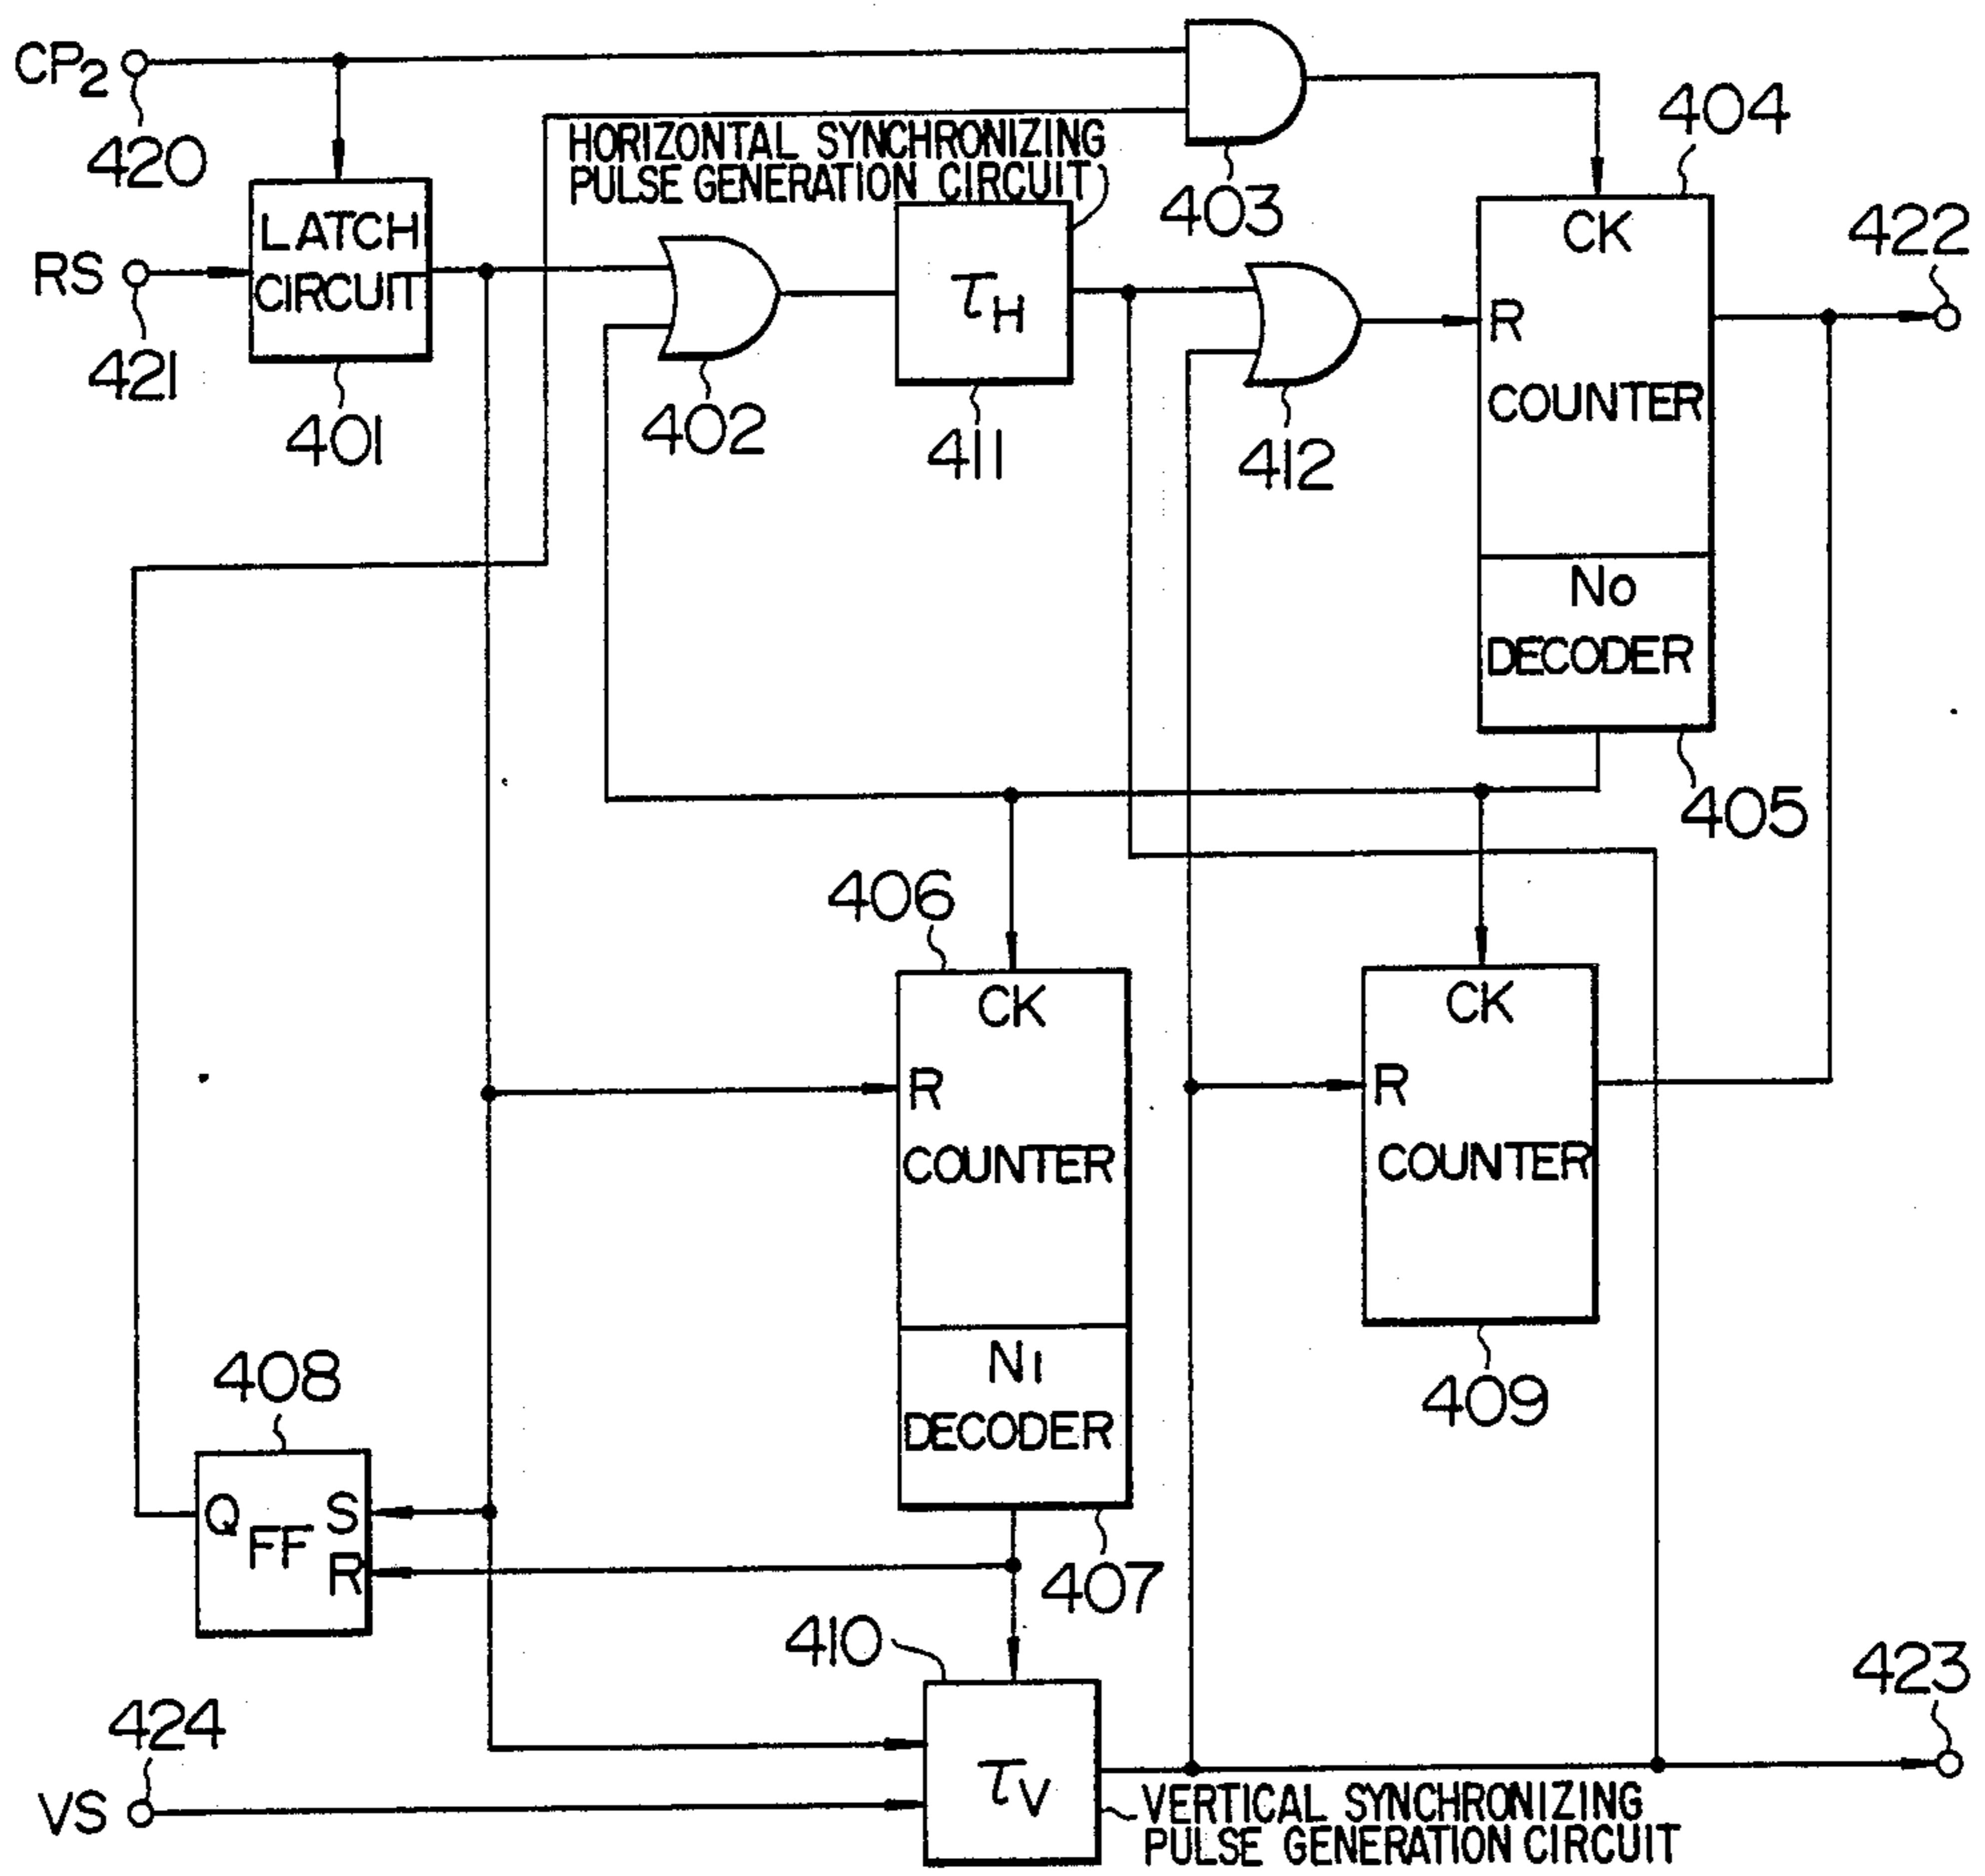 CP2
420
HORIZONTAL SYNCHRONIZING
PULSE GENERATION CIRCUIT
403
404
LATCH
CIRCUIT
RS
421
401
402
τH
411
412
CK
R
COUNTER
422
No
DECODER
405
406
CK
R
COUNTER
N1
DECODER
407
CK
R
COUNTER
409
408
Q
FF
S
R
410
424
VS
τV
VERTICAL SYNCHRONIZING
PULSE GENERATION CIRCUIT
423